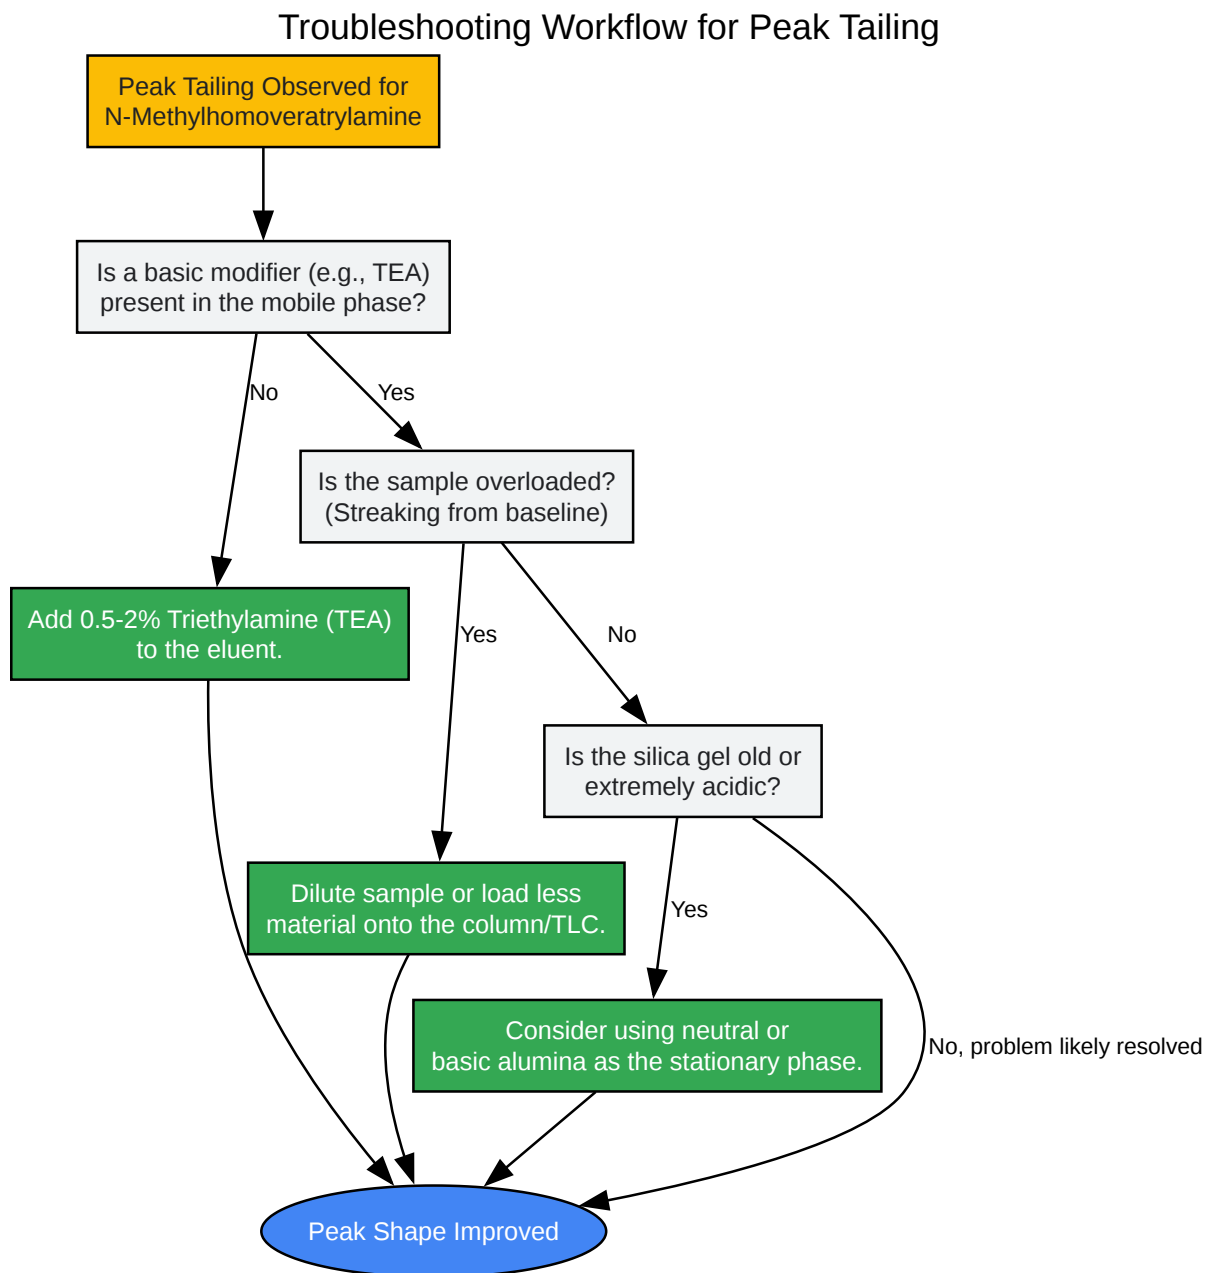 Troubleshooting Workflow for Peak Tailing
Peak Tailing Observed for
N-Methylhomoveratrylamine
Is a basic modifier (e.g., TEA)
present in the mobile phase?
No
Yes
Is the sample overloaded?
(Streaking from baseline)
Add 0.5-2% Triethylamine (TEA)
to the eluent.
Yes
No
Is the silica gel old or
extremely acidic?
Dilute sample or load less
material onto the column/TLC.
Yes
Consider using neutral or
basic alumina as the stationary phase.
No, problem likely resolved
Peak Shape Improved